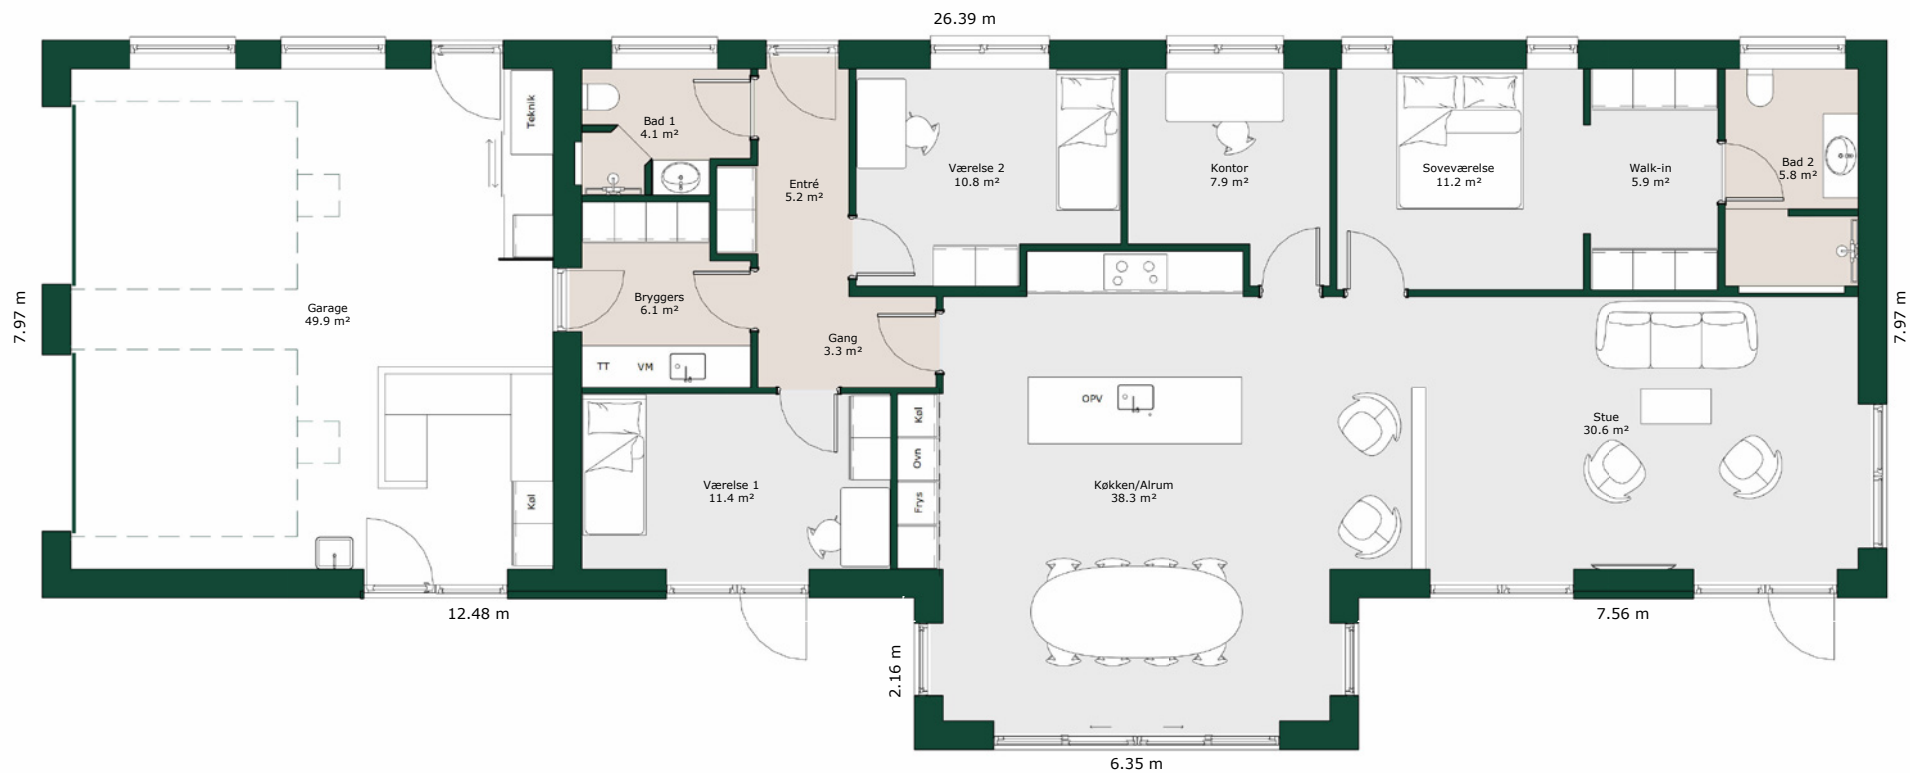 26.39 m
Teknik
Bad 1
4.1 m²
Entré
5.2 m²
Værelse 2
10.8 m²
Kontor
7.9 m²
Soveværelse
11.2 m²
Walk-in
5.9 m²
Bad 2
5.8 m²
7.97 m
Garage
49.9 m²
Bryggers
6.1 m²
Gang
3.3 m²
7.97 m
TT
VM
OPV
Køl
Ovn
Frys
Stue
30.6 m²
Køl
Værelse 1
11.4 m²
Køkken/Alrum
38.3 m²
12.48 m
7.56 m
2.16 m
6.35 m